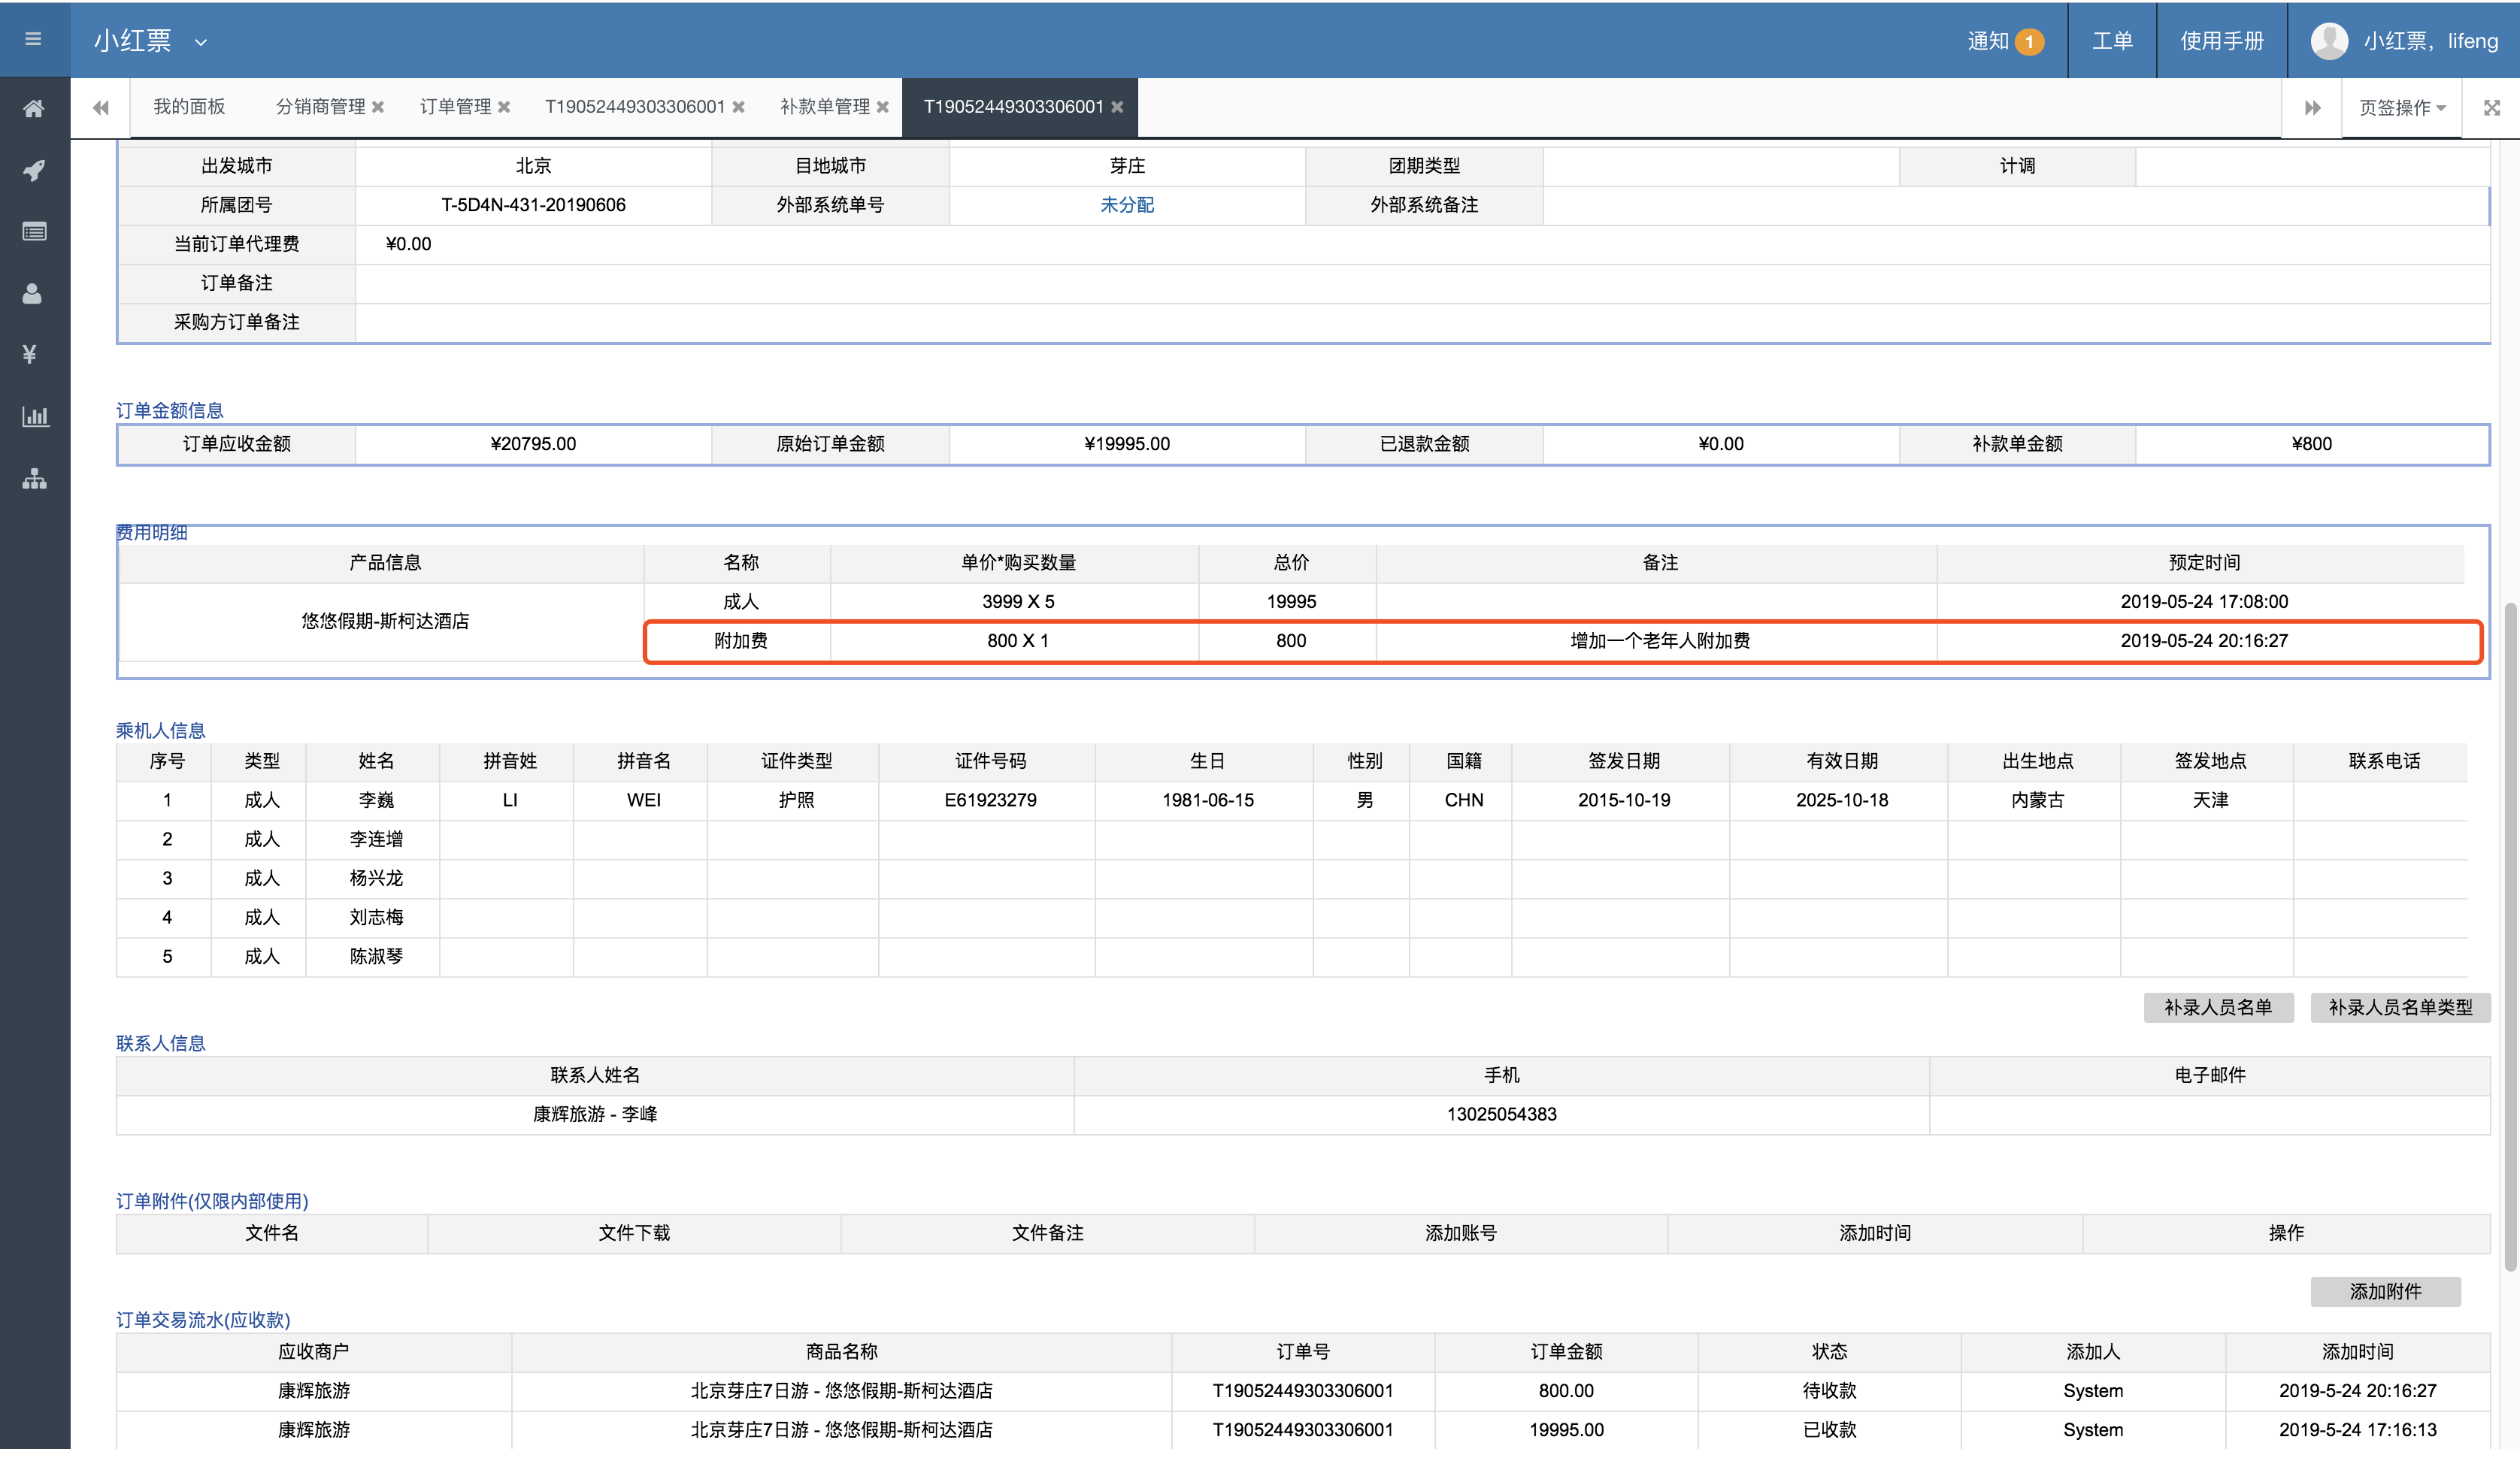 小红票
通知 1 工单 使用手册 小红票，lifeng
我的面板 分销商管理 订单管理 T19052449303306001 补款单管理 T19052449303306001 页签操作
出发城市 北京 目地城市 芽庄 团期类型 计调
所属团号 T-5D4N-431-20190606 外部系统单号 未分配 外部系统备注
当前订单代理费 ¥0.00
订单备注
采购方订单备注
订单金额信息
订单应收金额 ¥20795.00 原始订单金额 ¥19995.00 已退款金额 ¥0.00 补款单金额 ¥800
费用明细
产品信息 名称 单价*购买数量 总价 备注 预定时间
悠悠假期-斯柯达酒店 成人 3999 X 5 19995 2019-05-24 17:08:00
附加费 800 X 1 800 增加一个老年人附加费 2019-05-24 20:16:27
乘机人信息
序号 类型 姓名 拼音姓 拼音名 证件类型 证件号码 生日 性别 国籍 签发日期 有效日期 出生地点 签发地点 联系电话
1 成人 李巍 LI WEI 护照 E61923279 1981-06-15 男 CHN 2015-10-19 2025-10-18 内蒙古 天津
2 成人 李连增
3 成人 杨兴龙
4 成人 刘志梅
5 成人 陈淑琴
补录人员名单 补录人员名单类型
联系人信息
联系人姓名 手机 电子邮件
康辉旅游 - 李峰 13025054383
订单附件(仅限内部使用)
文件名 文件下载 文件备注 添加账号 添加时间 操作
添加附件
订单交易流水(应收款)
应收商户 商品名称 订单号 订单金额 状态 添加人 添加时间
康辉旅游 北京芽庄7日游 - 悠悠假期-斯柯达酒店 T19052449303306001 800.00 待收款 System 2019-5-24 20:16:27
康辉旅游 北京芽庄7日游 - 悠悠假期-斯柯达酒店 T19052449303306001 19995.00 已收款 System 2019-5-24 17:16:13